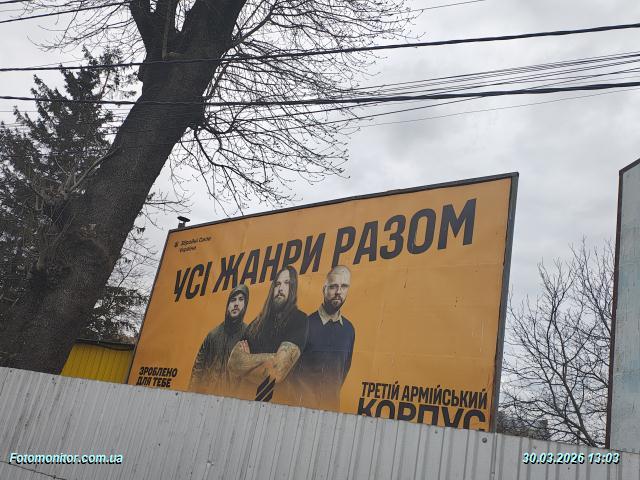 Збройні Сили
України
УСІ ЖАНРИ РАЗОМ
ЗРОБЛЕНО
ДЛЯ ТЕБЕ
ТРЕТІЙ АРМІЙСЬКИЙ
КОРПУС
Fotomonitor.com.ua
30.03.2026 13:03